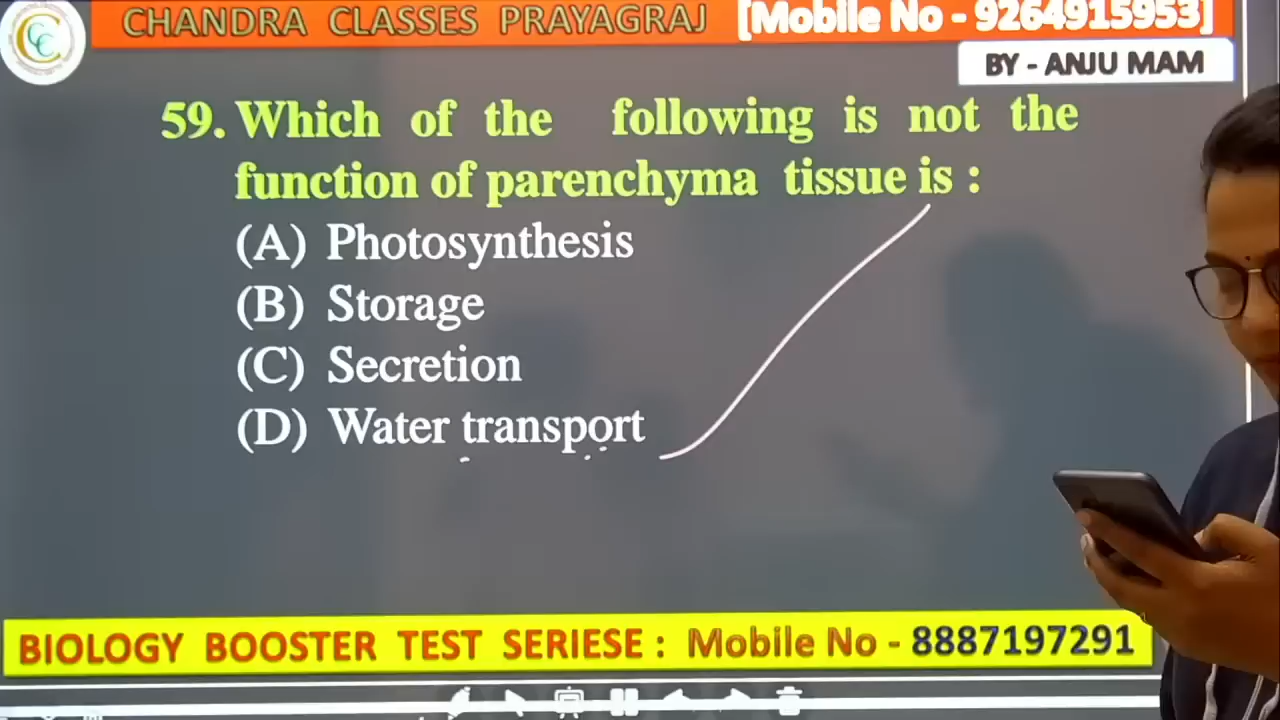 CHANDRA CLASSES PRAYAGRAJ [Mobile No - 9264915953]
BY - ANJU MAM
59. Which of the following is not the
function of parenchyma tissue is :
(A) Photosynthesis
(B) Storage
(C) Secretion
(D) Water transport
BIOLOGY BOOSTER TEST SERIESE : Mobile No - 8887197291